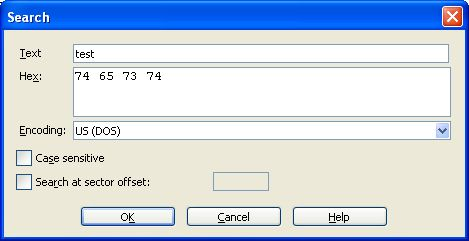 Search
Text test
Hex: 74 65 73 74
Encoding: US (DOS)
Case sensitive
Search at sector offset:
OK Cancel Help